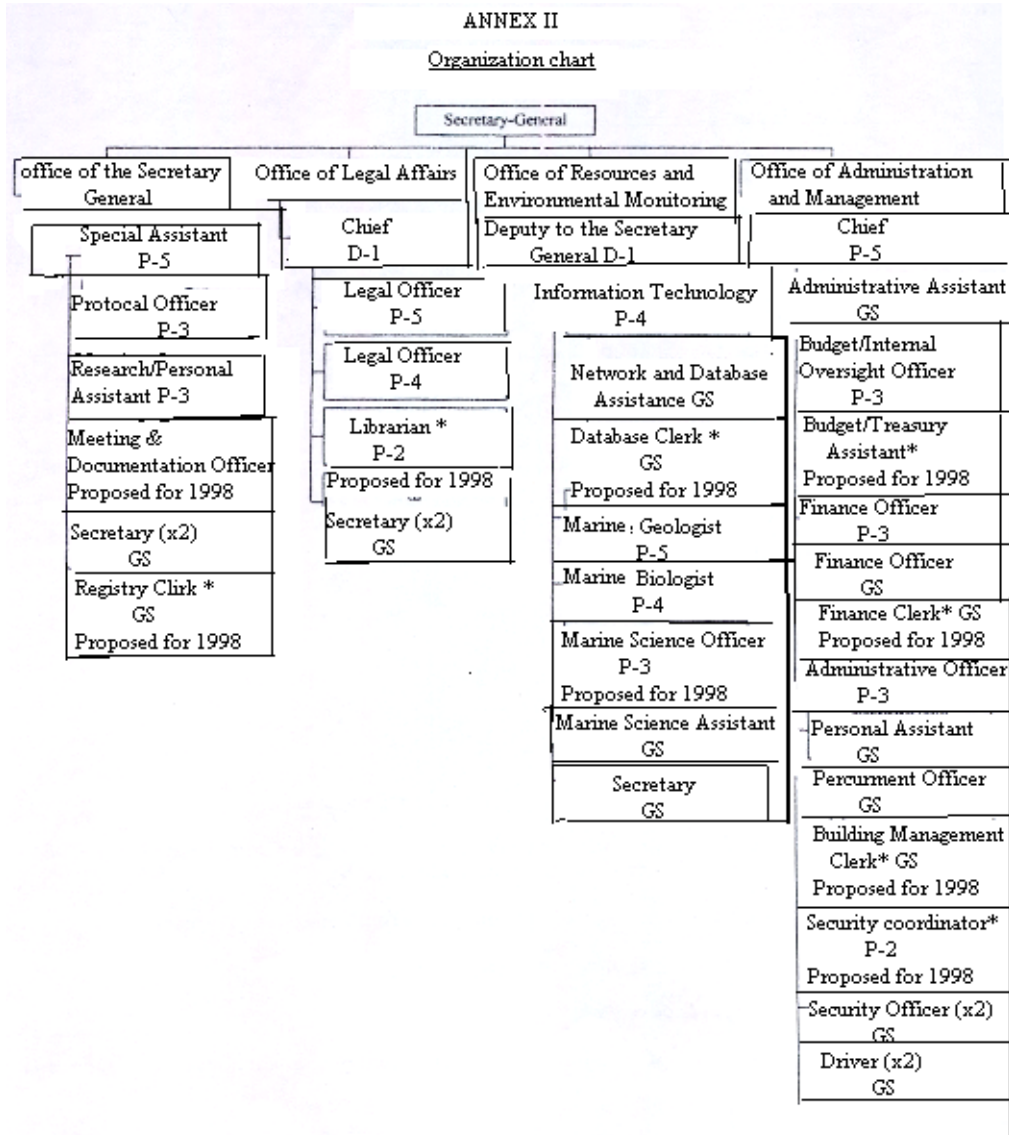 ANNEX II
Organization chart
Secretary-General
office of the Secretary
General
Special Assistant
P-5
Protocal Officer
P-3
Research/Personal
Assistant P-3
Meeting &
Documentation Officer
Proposed for 1998
Secretary (x2)
GS
Registry Clirk *
GS
Proposed for 1998
Office of Legal Affairs
Chief
D-1
Legal Officer
P-5
Legal Officer
P-4
Librarian *
P-2
Proposed for 1998
Secretary (x2)
GS
Office of Resources and
Environmental Monitoring
Deputy to the Secretary
General D-1
Information Technology
P-4
Network and Database
Assistance GS
Database Clerk *
GS
Proposed for 1998
Marine : Geologist
P-5
Marine Biologist
P-4
Marine Science Officer
P-3
Proposed for 1998
Marine Science Assistant
GS
Secretary
GS
Office of Administration
and Management
Chief
P-5
Administrative Assistant
GS
Budget/Internal
Oversight Officer
P-3
Budget/Treasury
Assistant*
Proposed for 1998
Finance Officer
P-3
Finance Officer
GS
Finance Clerk* GS
Proposed for 1998
Administrative Officer
P-3
Personal Assistant
GS
Percurment Officer
GS
Building Management
Clerk* GS
Proposed for 1998
Security coordinator*
P-2
Proposed for 1998
Security Officer (x2)
GS
Driver (x2)
GS